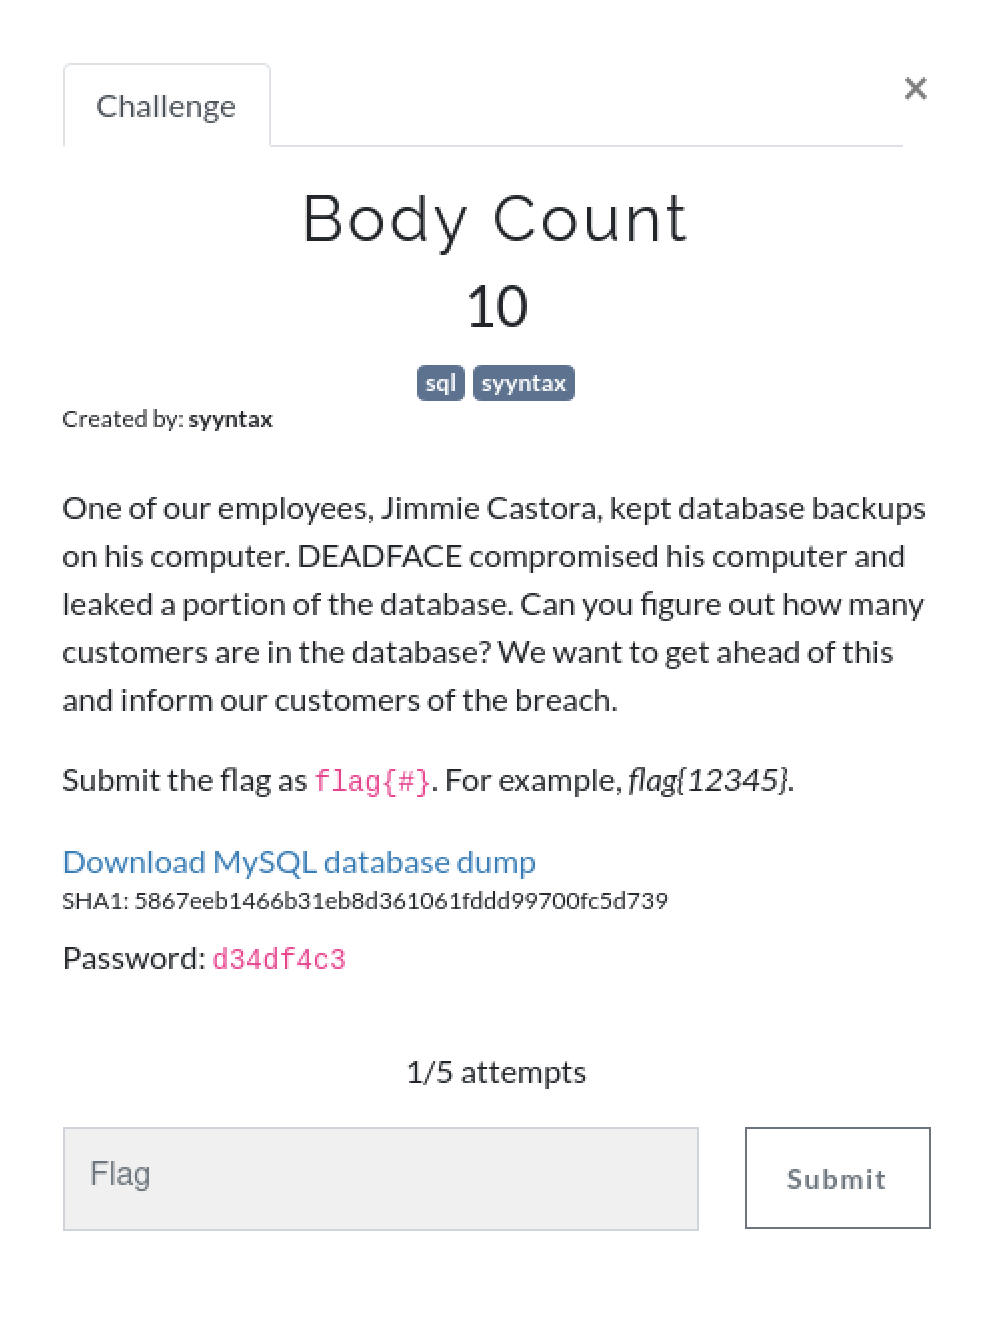 Challenge
×
Body Count
10
sql syyntax
Created by: syyntax
One of our employees, Jimmie Castora, kept database backups
on his computer. DEADFACE compromised his computer and
leaked a portion of the database. Can you figure out how many
customers are in the database? We want to get ahead of this
and inform our customers of the breach.
Submit the flag as flag{#}. For example, flag{12345}.
Download MySQL database dump
SHA1: 5867eeb1466b31eb8d361061fddd99700fc5d739
Password: d34df4c3
1/5 attempts
Flag
Submit